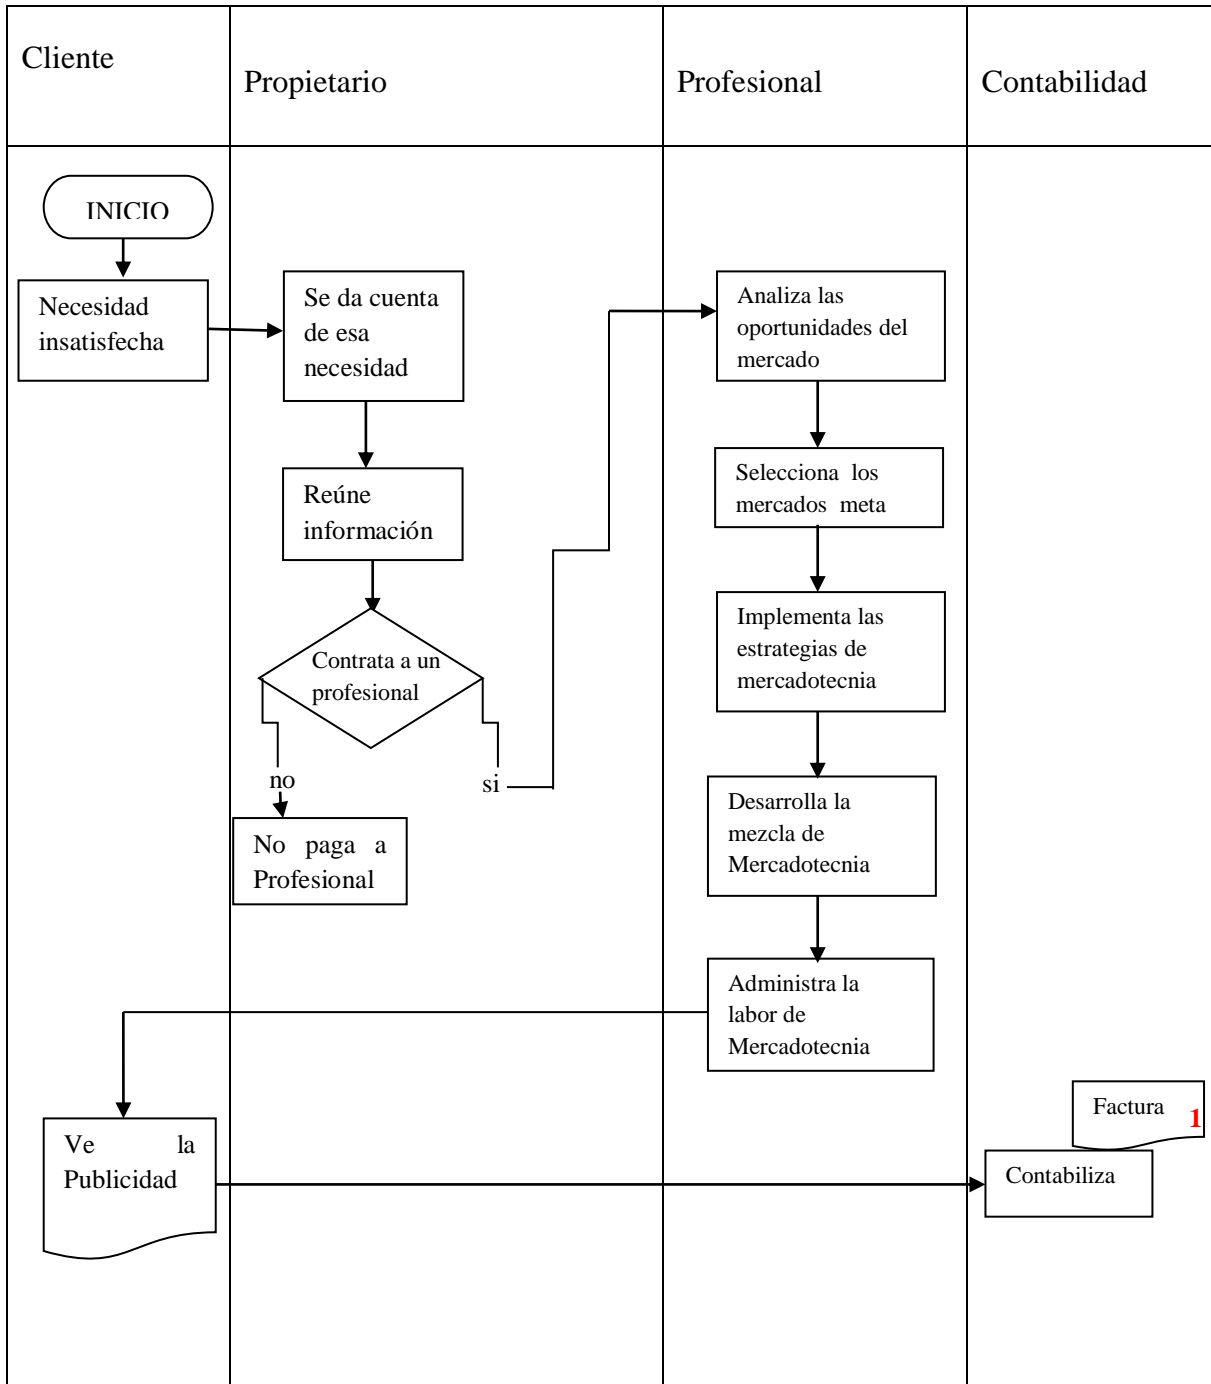 Cliente
Propietario
Profesional
Contabilidad
INICIO
Necesidad
insatisfecha
Se da cuenta
de esa
necesidad
Reúne
información
Contrata a un
profesional
no
si
No paga a
Profesional
Analiza las
oportunidades del
mercado
Selecciona los
mercados meta
Implementa las
estrategias de
mercadotecnia
Desarrolla la
mezcla de
Mercadotecnia
Administra la
labor de
Mercadotecnia
Ve la
Publicidad
Factura 1
Contabiliza